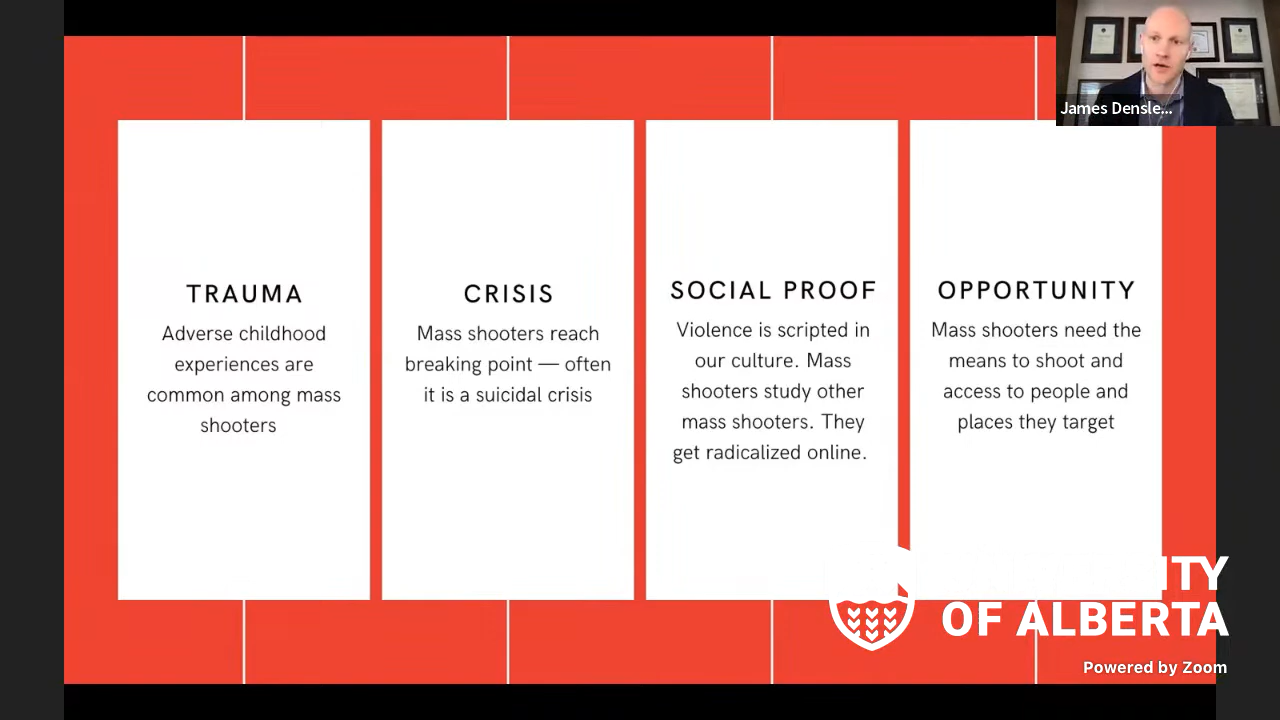 James Densle...
TRAUMA
Adverse childhood
experiences are
common among mass
shooters
CRISIS
Mass shooters reach
breaking point — often
it is a suicidal crisis
SOCIAL PROOF
Violence is scripted in
our culture. Mass
shooters study other
mass shooters. They
get radicalized online.
OPPORTUNITY
Mass shooters need the
means to shoot and
access to people and
places they target
OF ALBERTA
Powered by Zoom